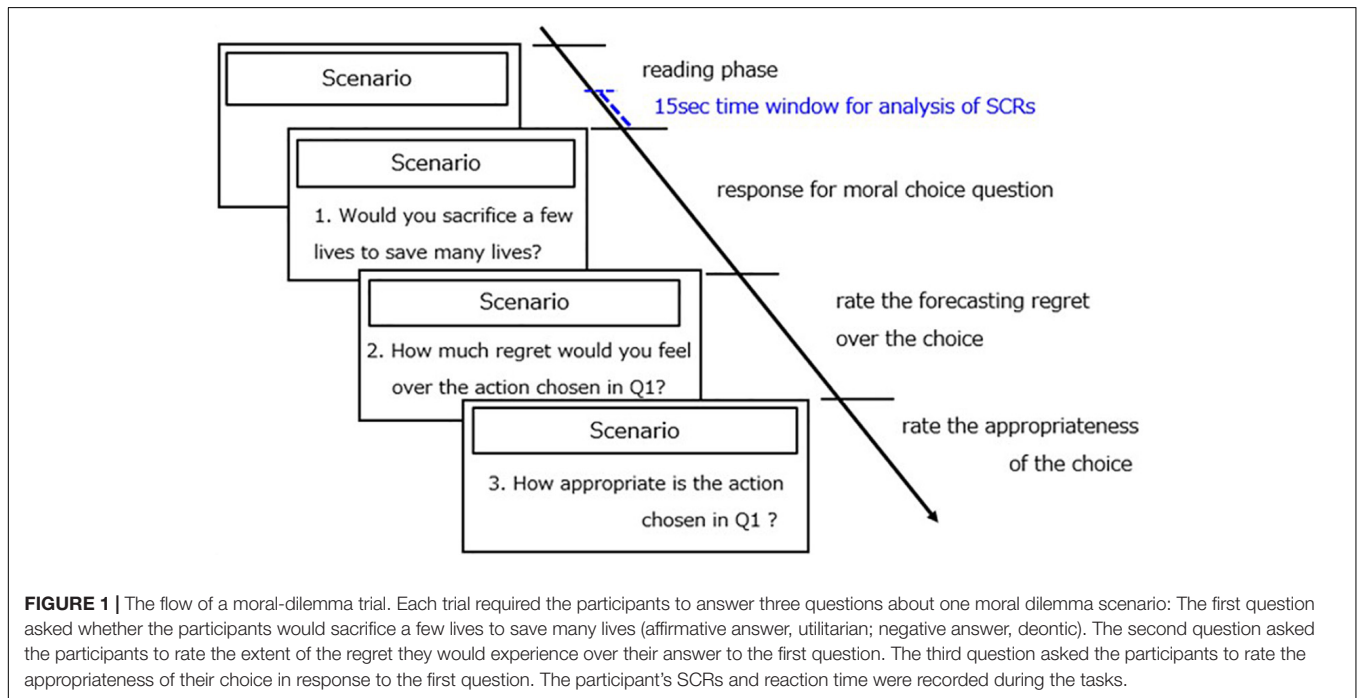 Scenario
reading phase
15sec time window for analysis of SCRs
Scenario
1. Would you sacrifice a few
lives to save many lives?
response for moral choice question
Scenario
2. How much regret would you feel
over the action chosen in Q1?
rate the forecasting regret
over the choice
Scenario
3. How appropriate is the action
chosen in Q1 ?
rate the appropriateness
of the choice
FIGURE 1 | The flow of a moral-dilemma trial. Each trial required the participants to answer three questions about one moral dilemma scenario: The first question
asked whether the participants would sacrifice a few lives to save many lives (affirmative answer, utilitarian; negative answer, deontic). The second question asked
the participants to rate the extent of the regret they would experience over their answer to the first question. The third question asked the participants to rate the
appropriateness of their choice in response to the first question. The participant's SCRs and reaction time were recorded during the tasks.